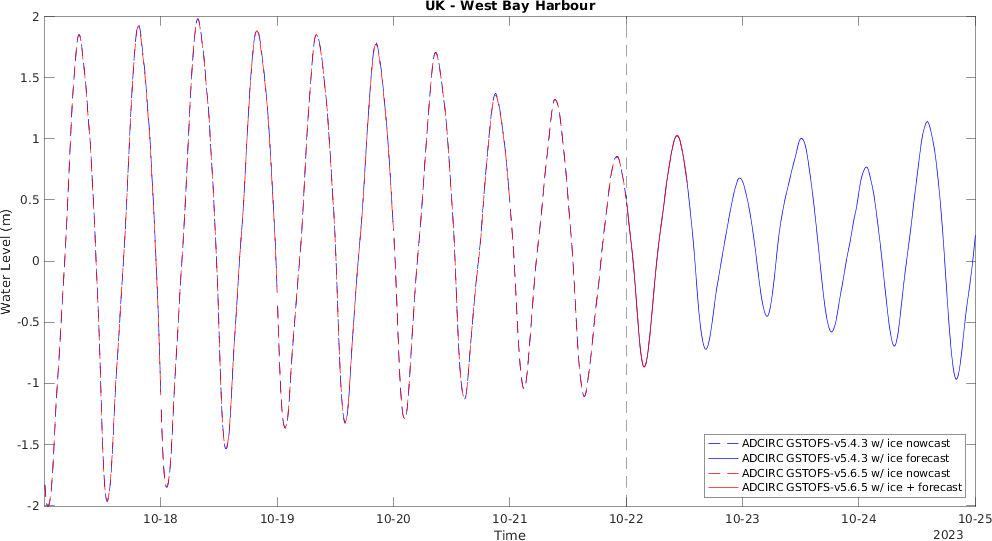 UK - West Bay Harbour
2
1.5
1
0.5
0
-0.5
-1
-1.5
-2
Water Level (m)
10-18
10-19
10-20
10-21
10-22
10-23
10-24
10-25
Time
2023
ADCIRC GSTOFS-v5.4.3 w/ ice nowcast
ADCIRC GSTOFS-v5.4.3 w/ ice forecast
ADCIRC GSTOFS-v5.6.5 w/ ice nowcast
ADCIRC GSTOFS-v5.6.5 w/ ice + forecast